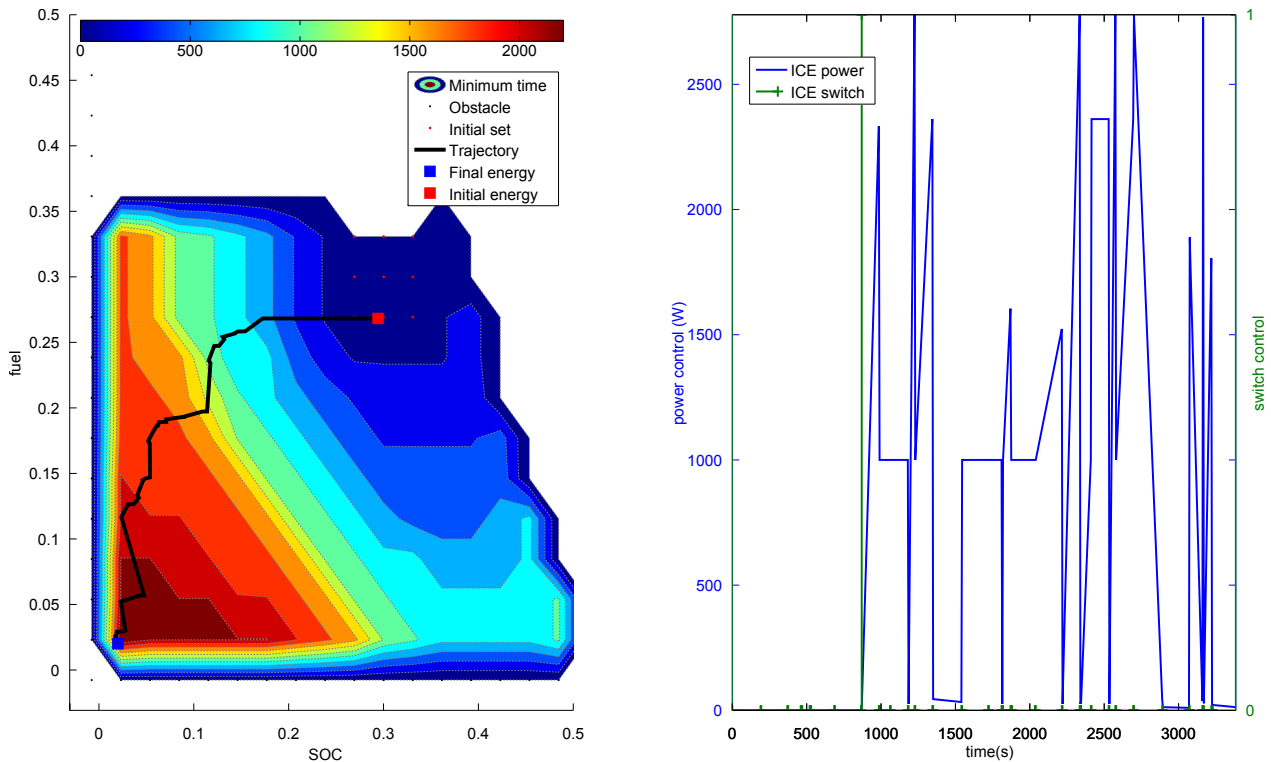 0.5
0.45
0.4
0.35
0.3
0.25
0.2
0.15
0.1
0.05
0
fuel
0 500 1000 1500 2000
Minimum time
Obstacle
Initial set
Trajectory
Final energy
Initial energy
0 0.1 0.2 0.3 0.4 0.5
SOC
2500
2000
1500
1000
500
0
power control (W)
ICE power
ICE switch
1
0
switch control
0 500 1000 1500 2000 2500 3000
time(s)